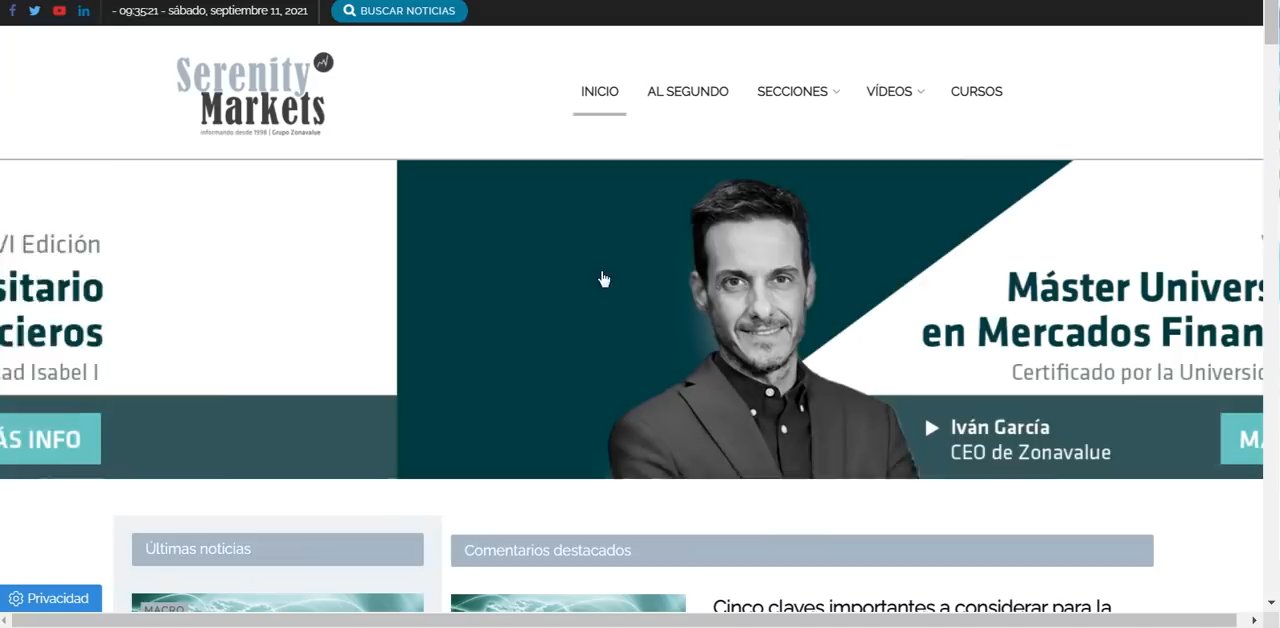 - 09:35:21 - sábado, septiembre 11, 2021
BUSCAR NOTICIAS
Serenity
Markets
informando desde 1998 | Grupo Zonavalue
INICIO
AL SEGUNDO
SECCIONES
VÍDEOS
CURSOS
VI Edición
sitario
cieros
ad Isabel I
ÁS INFO
Máster Univers
en Mercados Finan
Certificado por la Universid
Iván García
CEO de Zonavalue
MÁ
Últimas noticias
Comentarios destacados
MACRO
Cinco claves importantes a considerar para la
Privacidad